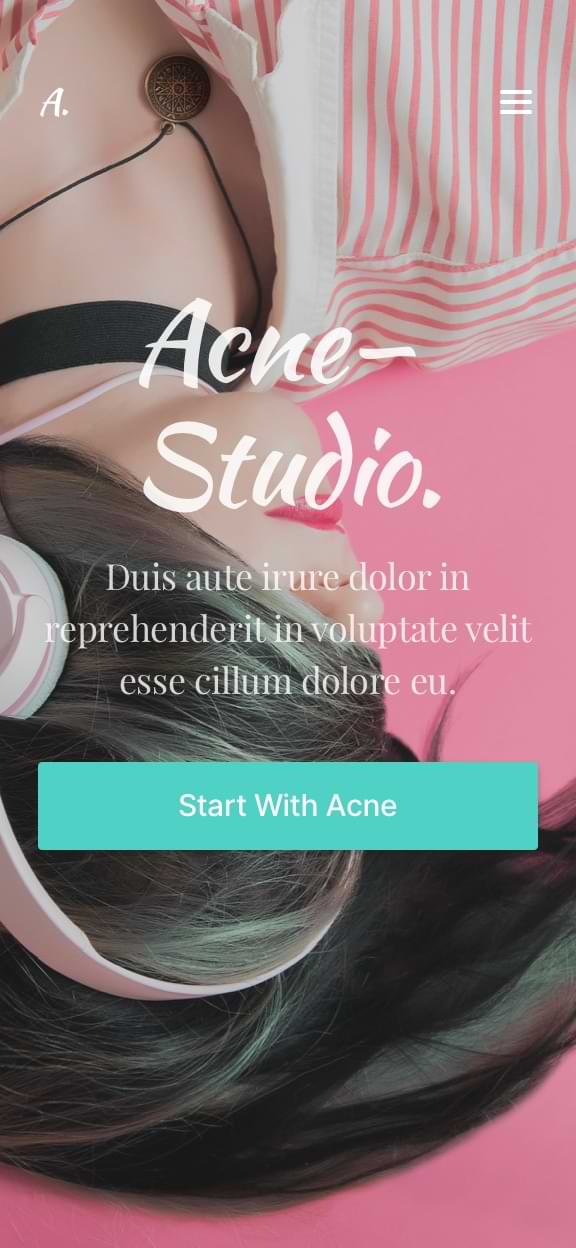 A.
Acne–
Studio.
Duis aute irure dolor in
reprehenderit in voluptate velit
esse cillum dolore eu.
Start With Acne